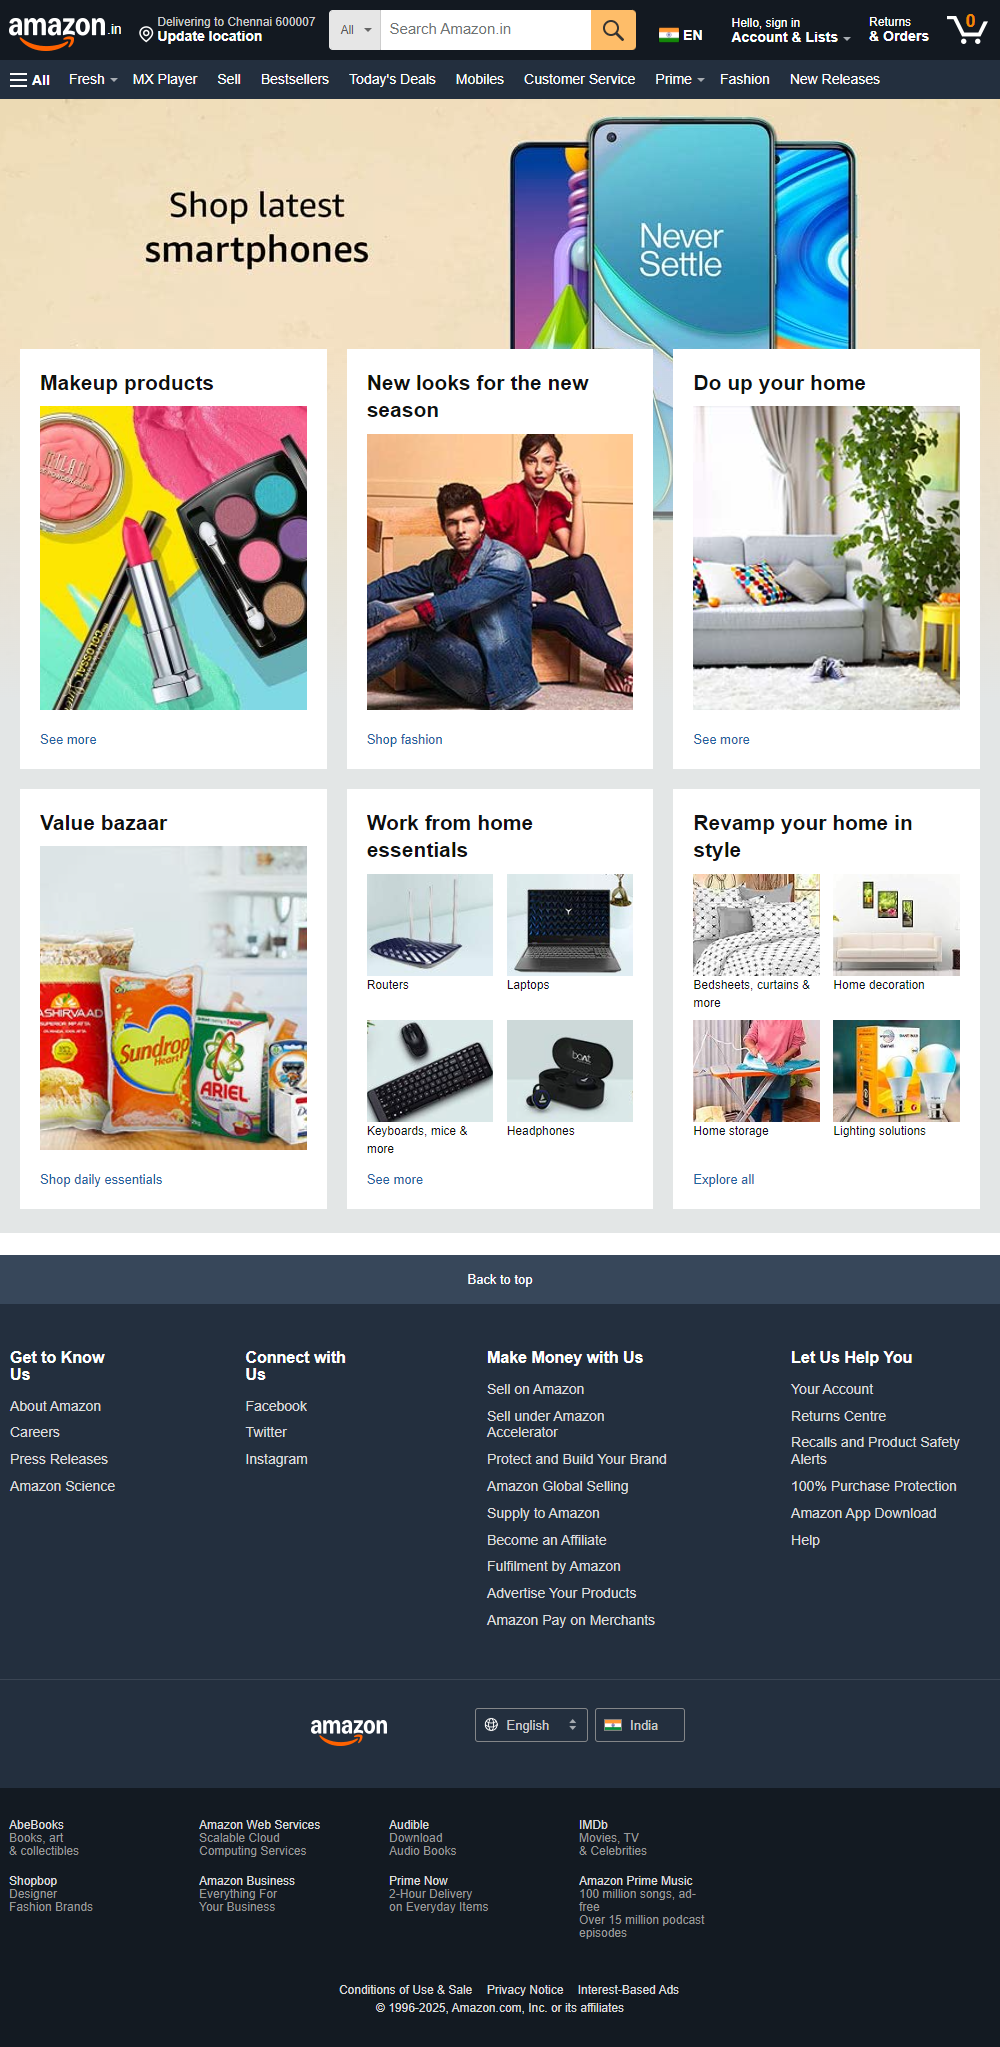 amazon.in
Delivering to Chennai 600007
Update location
All
Search Amazon.in
EN
Hello, sign in
Account & Lists
Returns
& Orders
0
All Fresh MX Player Sell Bestsellers Today's Deals Mobiles Customer Service Prime Fashion New Releases
Shop latest
smartphones
Never
Settle
Makeup products
New looks for the new
season
Do up your home
MILANI
COLOSSAL
See more
Shop fashion
See more
Value bazaar
Work from home
essentials
Revamp your home in
style
AASHIRVAAD
SUPERIOR MP ATTA
Sundrop
Heart
ARIEL
Routers
Laptops
Bedsheets, curtains &
more
Home decoration
boAt
Keyboards, mice &
more
Headphones
Home storage
Lighting solutions
Shop daily essentials
See more
Explore all
Back to top
Get to Know
Us
About Amazon
Careers
Press Releases
Amazon Science
Connect with
Us
Facebook
Twitter
Instagram
Make Money with Us
Sell on Amazon
Sell under Amazon
Accelerator
Protect and Build Your Brand
Amazon Global Selling
Supply to Amazon
Become an Affiliate
Fulfilment by Amazon
Advertise Your Products
Amazon Pay on Merchants
Let Us Help You
Your Account
Returns Centre
Recalls and Product Safety
Alerts
100% Purchase Protection
Amazon App Download
Help
amazon
English
India
AbeBooks
Books, art
& collectibles
Amazon Web Services
Scalable Cloud
Computing Services
Audible
Download
Audio Books
IMDb
Movies, TV
& Celebrities
Shopbop
Designer
Fashion Brands
Amazon Business
Everything For
Your Business
Prime Now
2-Hour Delivery
on Everyday Items
Amazon Prime Music
100 million songs, ad-
free
Over 15 million podcast
episodes
Conditions of Use & Sale Privacy Notice Interest-Based Ads
© 1996-2025, Amazon.com, Inc. or its affiliates